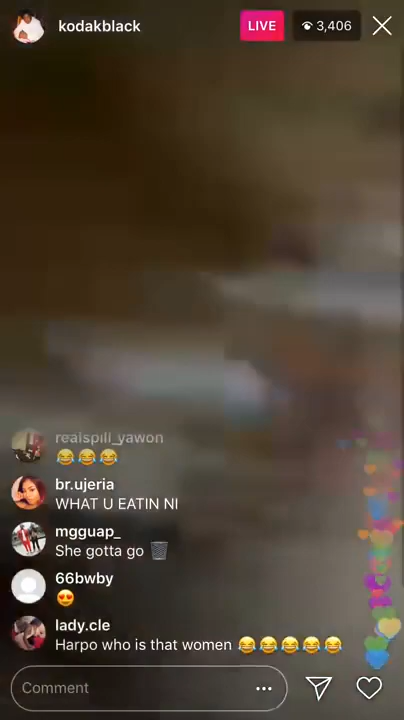 kodakblack
LIVE
3,406
realspill_yawon
😂😂😂
br.ujeria
WHAT U EATIN NI
mgguap_
She gotta go 🗑️
66bwby
😍
lady.cle
Harpo who is that women 😂😂😂😂😂
Comment